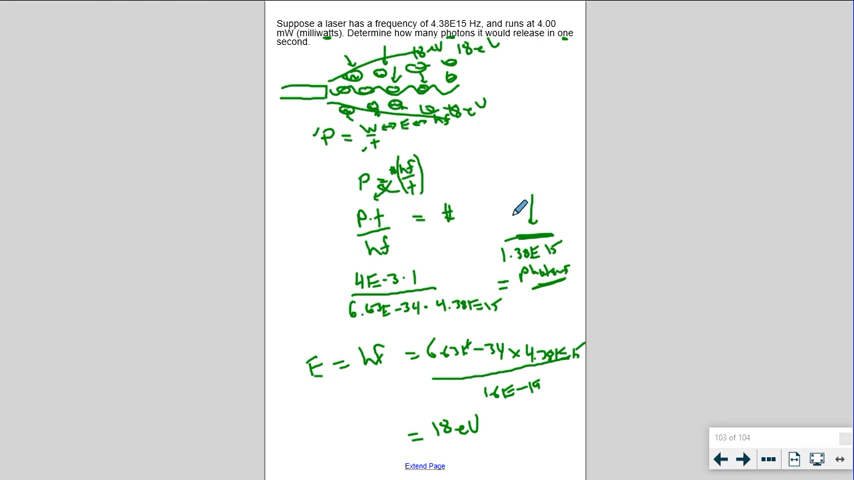 Suppose a laser has a frequency of 4.38E15 Hz, and runs at 4.00
mW (milliwatts). Determine how many photons it would release in one
second.
18eV 18eV
18eV
P = W/t ↔ E ↔ hf
P = #(hf/t)
P·t/hf = #
1.38E15
photons
4E-3·1
6.63E-34·4.38E15
=
E = hf = 6.63E-34×4.38E15
1.6E-19
= 18eV
103 of 104
Extend Page